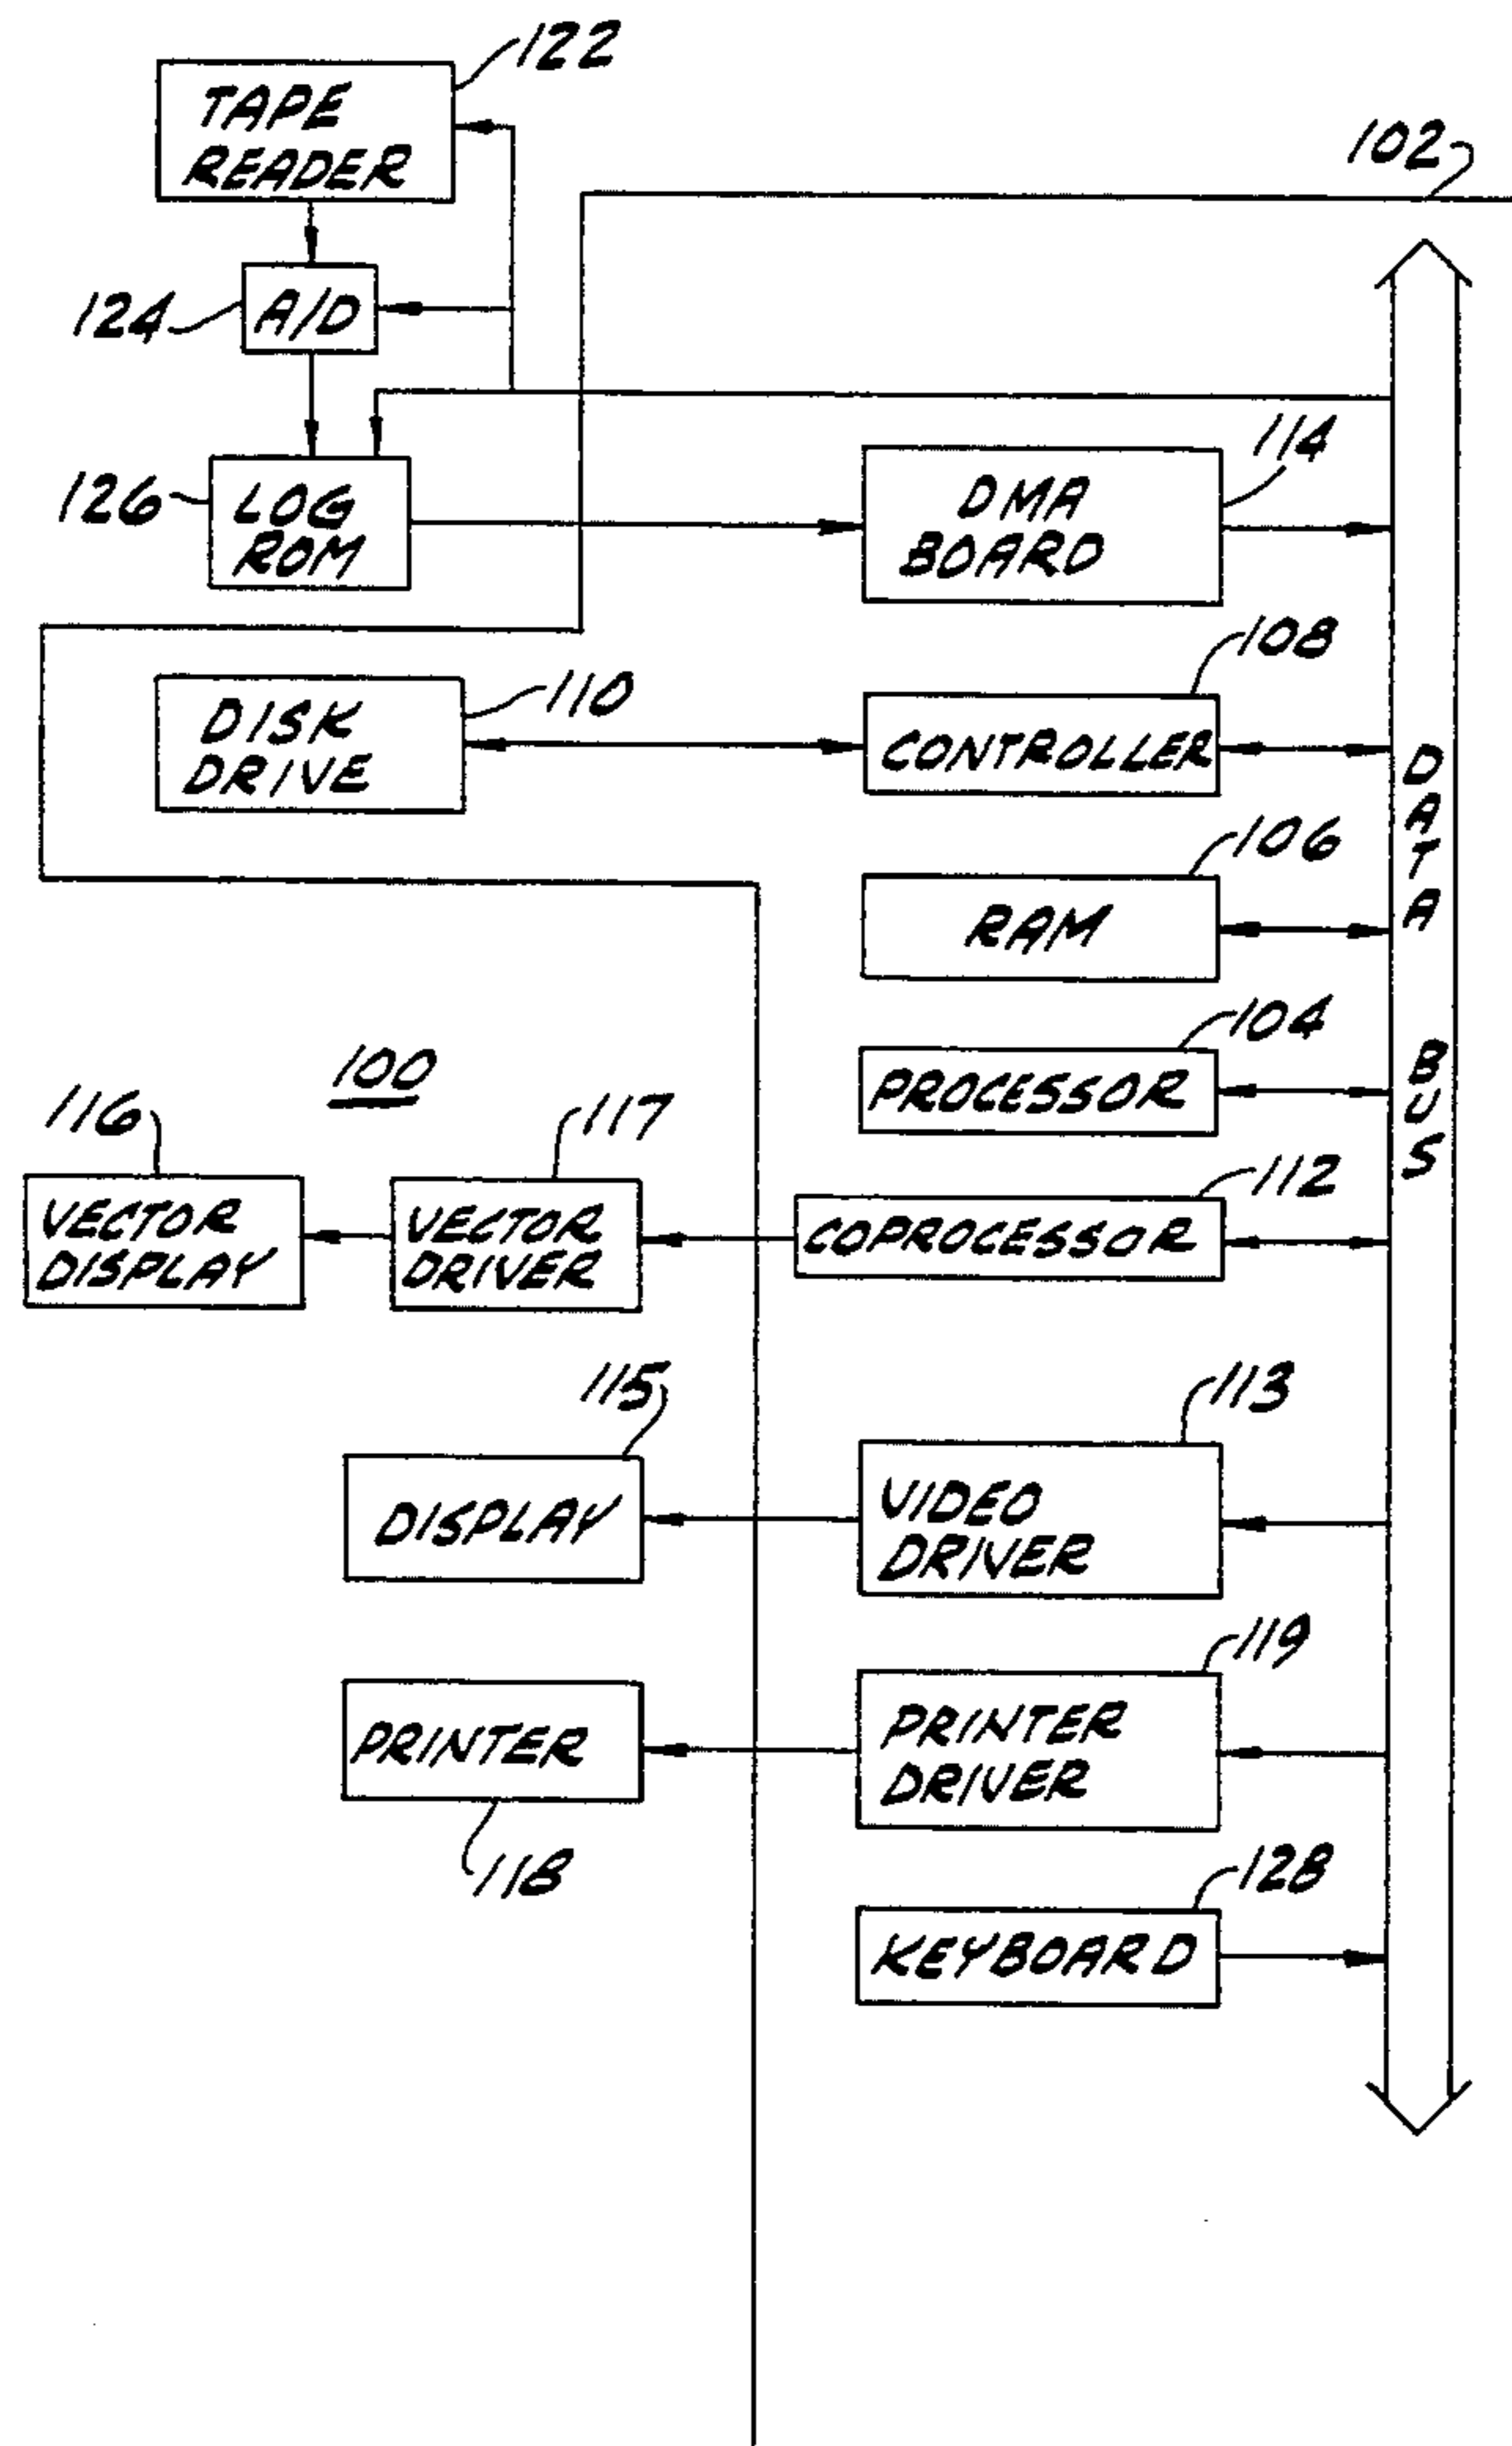 122
TAPE
READER
102
124
A/D
114
126
LOG
ROM
DMA
BOARD
108
110
DISK
DRIVE
CONTROLLER
DATA BUS
106
RAM
104
100
PROCESSOR
116
117
112
VECTOR
DISPLAY
VECTOR
DRIVER
COPROCESSOR
115
113
DISPLAY
VIDEO
DRIVER
119
PRINTER
PRINTER
DRIVER
118
128
KEYBOARD